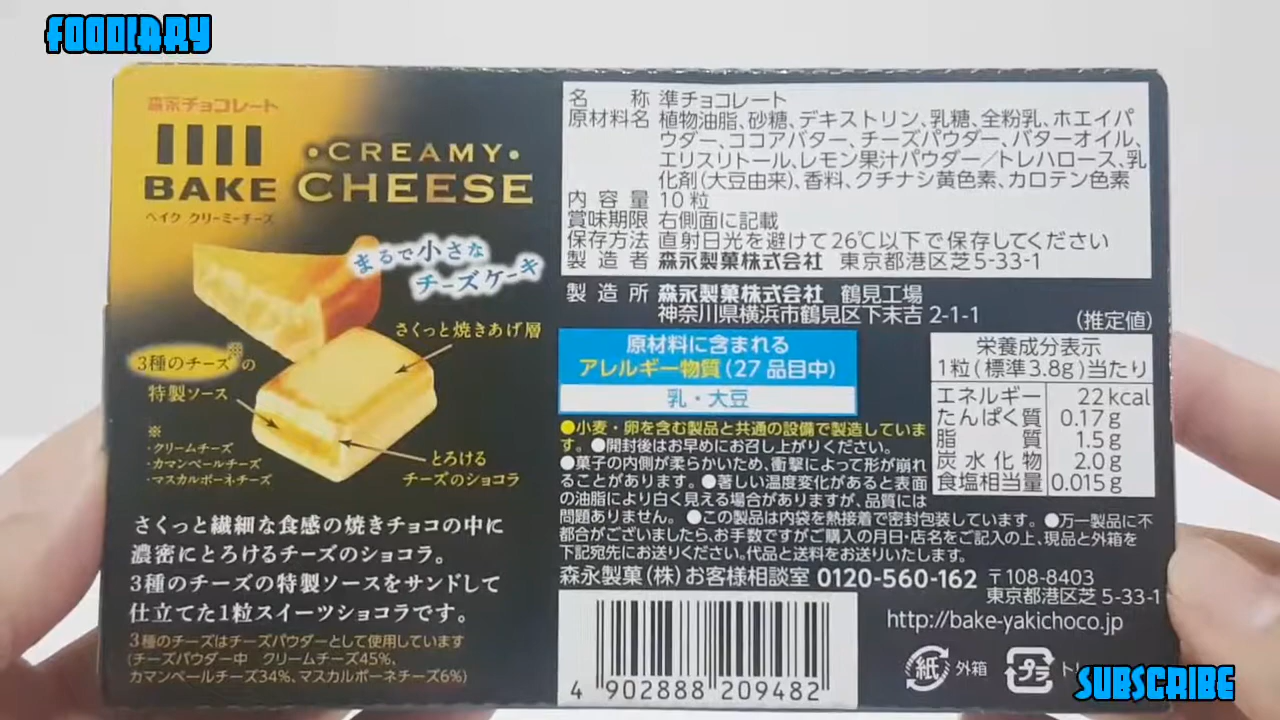 FOODIARY
森永チョコレート
BAKE
・CREAMY・
CHEESE
ベイク クリーミーチーズ
まるで小さな
チーズケーキ
さくっと焼きあげ層
3種のチーズ※の
特製ソース
※
・クリームチーズ
・カマンベールチーズ
・マスカルポーネチーズ
とろける
チーズのショコラ
さくっと繊細な食感の焼きチョコの中に
濃密にとろけるチーズのショコラ。
3種のチーズの特製ソースをサンドして
仕立てた1粒スイーツショコラです。
3種のチーズはチーズパウダーとして使用しています
(チーズパウダー中 クリームチーズ45%、
カマンベールチーズ34%、マスカルポーネチーズ6%)
名称 準チョコレート
原材料名 植物油脂、砂糖、デキストリン、乳糖、全粉乳、ホエイパ
ウダー、ココアバター、チーズパウダー、バターオイル、
エリスリトール、レモン果汁パウダー／トレハロース、乳
化剤(大豆由来)、香料、クチナシ黄色素、カロテン色素
内容量 10粒
賞味期限 右側面に記載
保存方法 直射日光を避けて26℃以下で保存してください
製造者 森永製菓株式会社 東京都港区芝5-33-1
製造所 森永製菓株式会社 鶴見工場
神奈川県横浜市鶴見区下末吉 2-1-1
原材料に含まれる
アレルギー物質(27品目中)
乳・大豆
(推定値)
栄養成分表示
1粒(標準3.8g)当たり
エネルギー 22kcal
たんぱく質 0.17g
脂質 1.5g
炭水化物 2.0g
食塩相当量 0.015g
●小麦・卵を含む製品と共通の設備で製造していま
す。●開封後はお早めにお召し上がりください。
●菓子の内側が柔らかいため、衝撃によって形が崩れ
ることがあります。●著しい温度変化があると表面
の油脂により白く見える場合がありますが、品質には
問題ありません。●この製品は内袋を熱接着で密封包装しています。●万一製品に不
都合がございましたら、お手数ですがご購入の月日・店名をご記入の上、現品と外箱を
下記宛先にお送りください。代品と送料をお送りいたします。
森永製菓(株)お客様相談室 0120-560-162 〒108-8403
東京都港区芝 5-33-1
http://bake-yakichoco.jp
4 902888 209482
紙 外箱
プラ ト
SUBSCRIBE